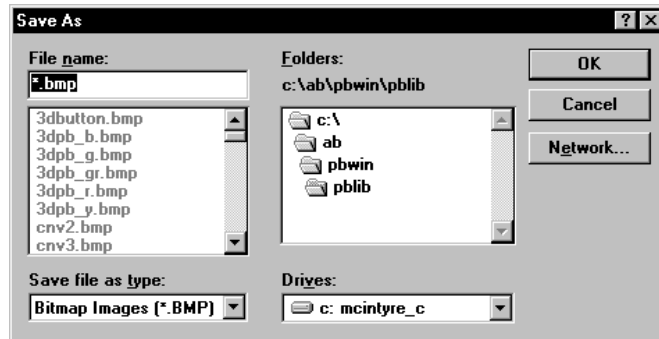 Save As
File name:
*.bmp
3dbutton.bmp
3dpb_b.bmp
3dpb_g.bmp
3dpb_gr.bmp
3dpb_r.bmp
3dpb_y.bmp
cnv2.bmp
cnv3.bmp
Save file as type:
Bitmap Images (*.BMP)
Folders:
c:\ab\pbwin\pblib
c:\
ab
pbwin
pblib
Drives:
c: mcintyre_c
OK
Cancel
Network...